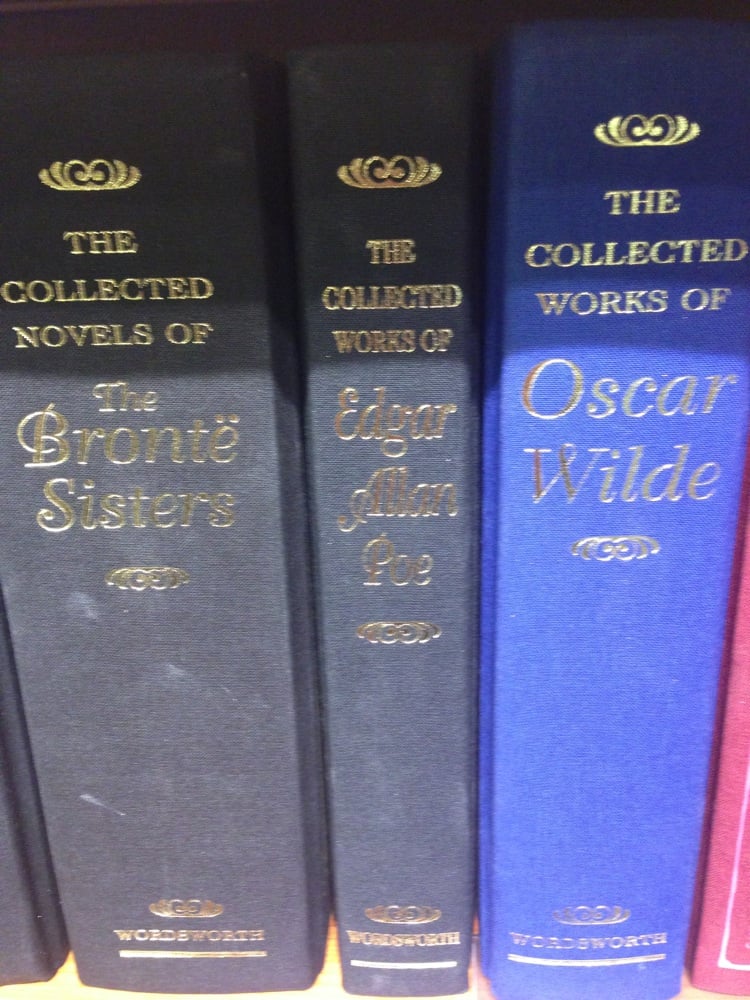 THE
COLLECTED
NOVELS OF
The
Brontë
Sisters
WORDSWORTH
THE
COLLECTED
WORKS OF
Edgar
Allan
Poe
WORDSWORTH
THE
COLLECTED
WORKS OF
Oscar
Wilde
WORDSWORTH